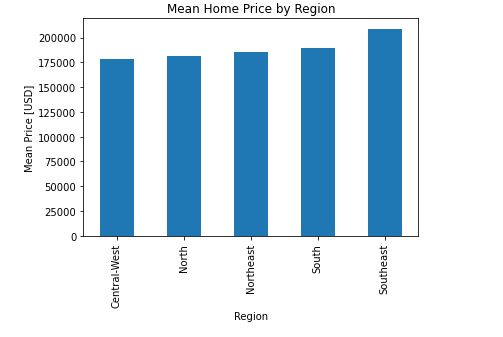 Mean Home Price by Region
Mean Price [USD]
200000
175000
150000
125000
100000
75000
50000
25000
0
Central-West
North
Northeast
South
Southeast
Region